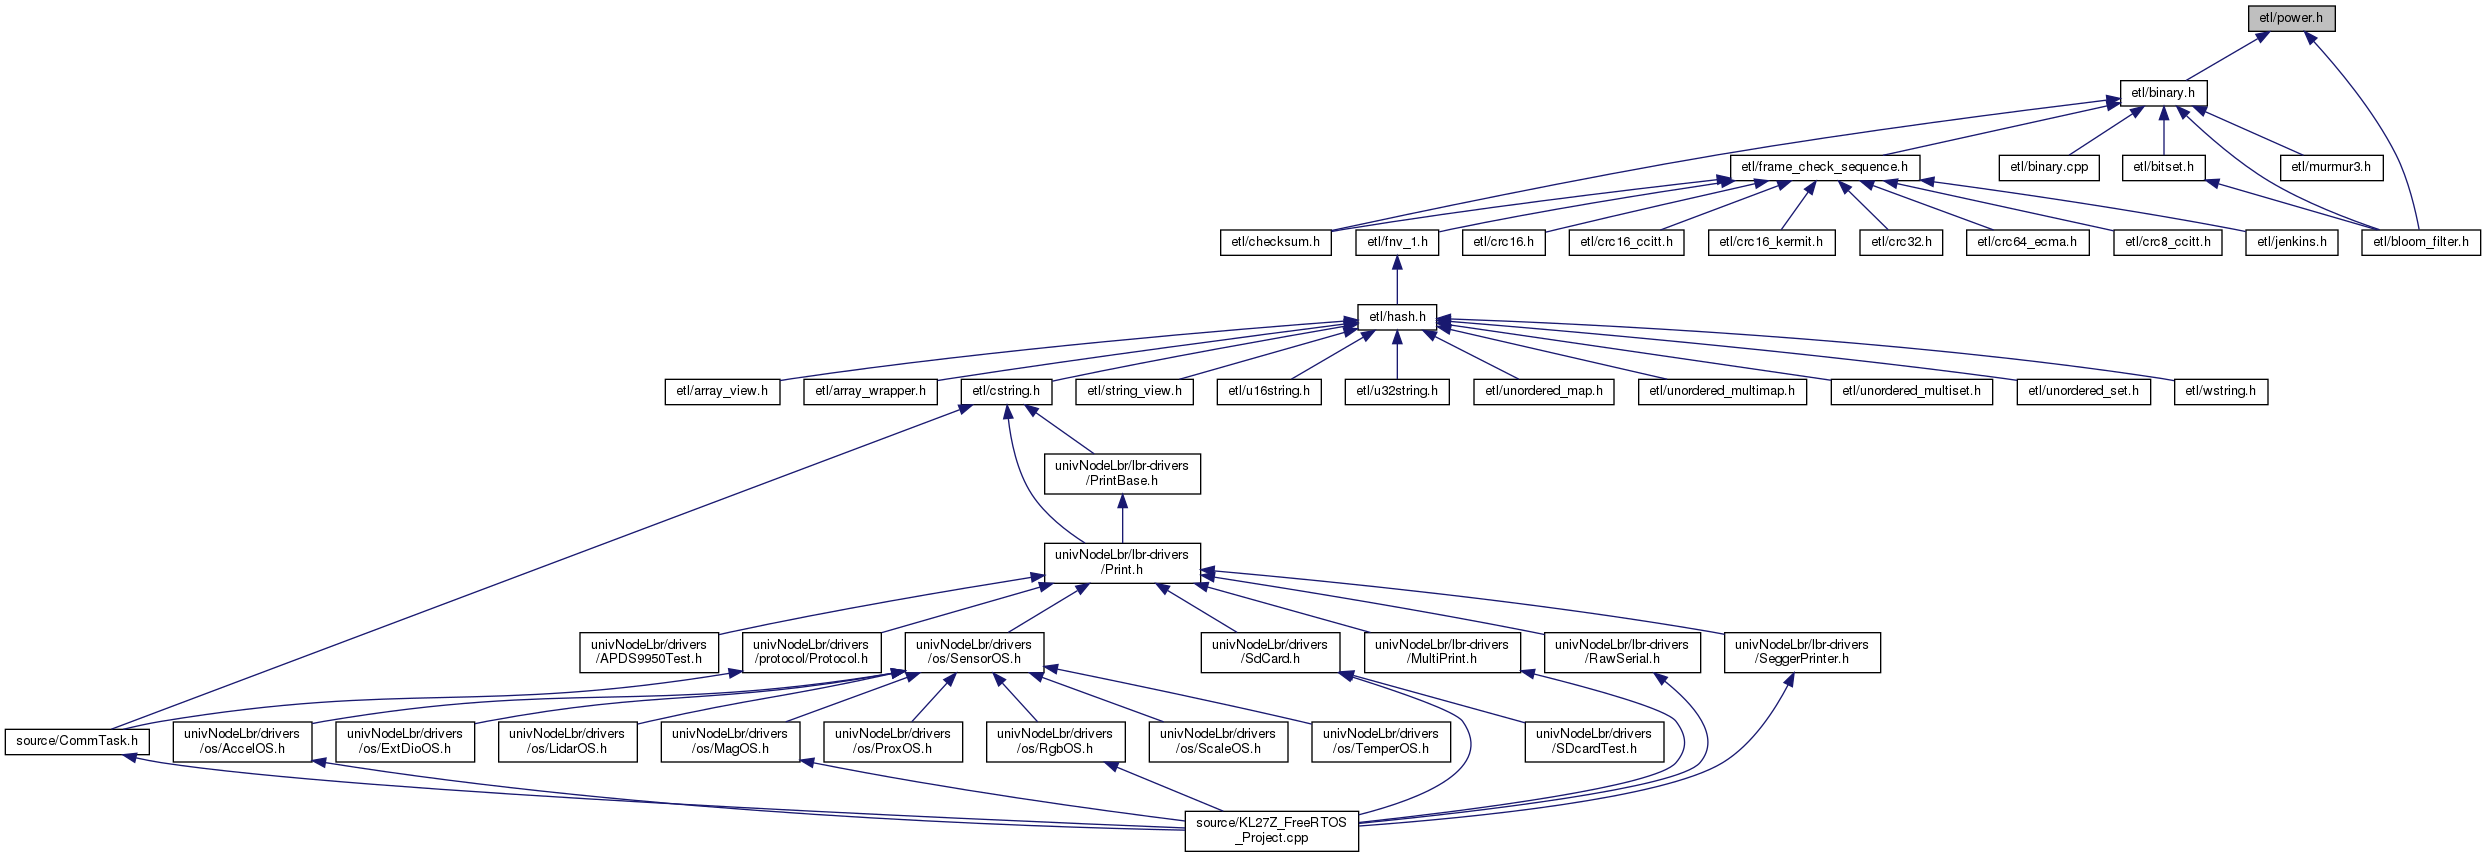 etl/power.h
etl/binary.h
etl/frame_check_sequence.h
etl/binary.cpp
etl/bitset.h
etl/murmur3.h
etl/checksum.h
etl/fnv_1.h
etl/crc16.h
etl/crc16_ccitt.h
etl/crc16_kermit.h
etl/crc32.h
etl/crc64_ecma.h
etl/crc8_ccitt.h
etl/jenkins.h
etl/bloom_filter.h
etl/hash.h
etl/array_view.h
etl/array_wrapper.h
etl/cstring.h
etl/string_view.h
etl/u16string.h
etl/u32string.h
etl/unordered_map.h
etl/unordered_multimap.h
etl/unordered_multiset.h
etl/unordered_set.h
etl/wstring.h
univNodeLbr/lbr-drivers
/PrintBase.h
univNodeLbr/lbr-drivers
/Print.h
univNodeLbr/drivers
/APDS9950Test.h
univNodeLbr/drivers
/protocol/Protocol.h
univNodeLbr/drivers
/os/SensorOS.h
univNodeLbr/drivers
/SdCard.h
univNodeLbr/lbr-drivers
/MultiPrint.h
univNodeLbr/lbr-drivers
/RawSerial.h
univNodeLbr/lbr-drivers
/SeggerPrinter.h
source/CommTask.h
univNodeLbr/drivers
/os/AccelOS.h
univNodeLbr/drivers
/os/ExtDioOS.h
univNodeLbr/drivers
/os/LidarOS.h
univNodeLbr/drivers
/os/MagOS.h
univNodeLbr/drivers
/os/ProxOS.h
univNodeLbr/drivers
/os/RgbOS.h
univNodeLbr/drivers
/os/ScaleOS.h
univNodeLbr/drivers
/os/TemperOS.h
univNodeLbr/drivers
/SDcardTest.h
source/KL27Z_FreeRTOS
_Project.cpp